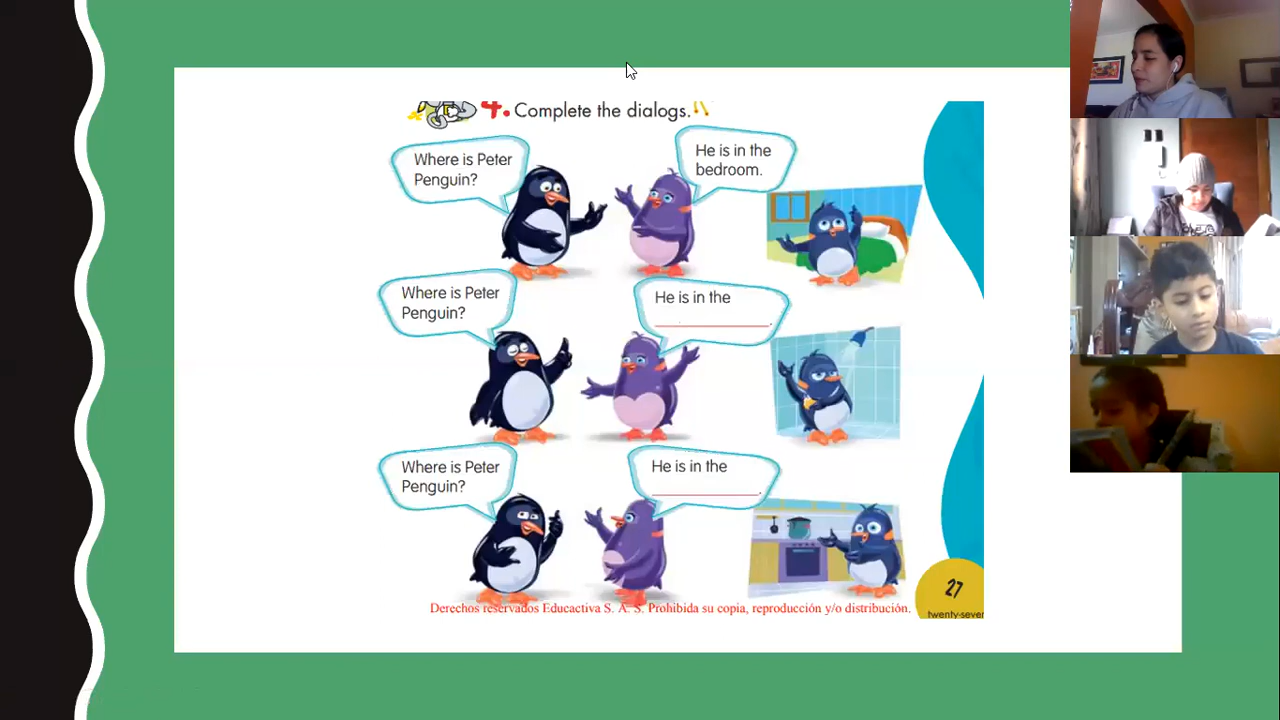 4. Complete the dialogs.
Where is Peter
Penguin?
He is in the
bedroom.
Where is Peter
Penguin?
He is in the
____________.
Where is Peter
Penguin?
He is in the
____________.
27
twenty-seven
Derechos reservados Educactiva S. A. S. Prohibida su copia, reproducción y/o distribución.